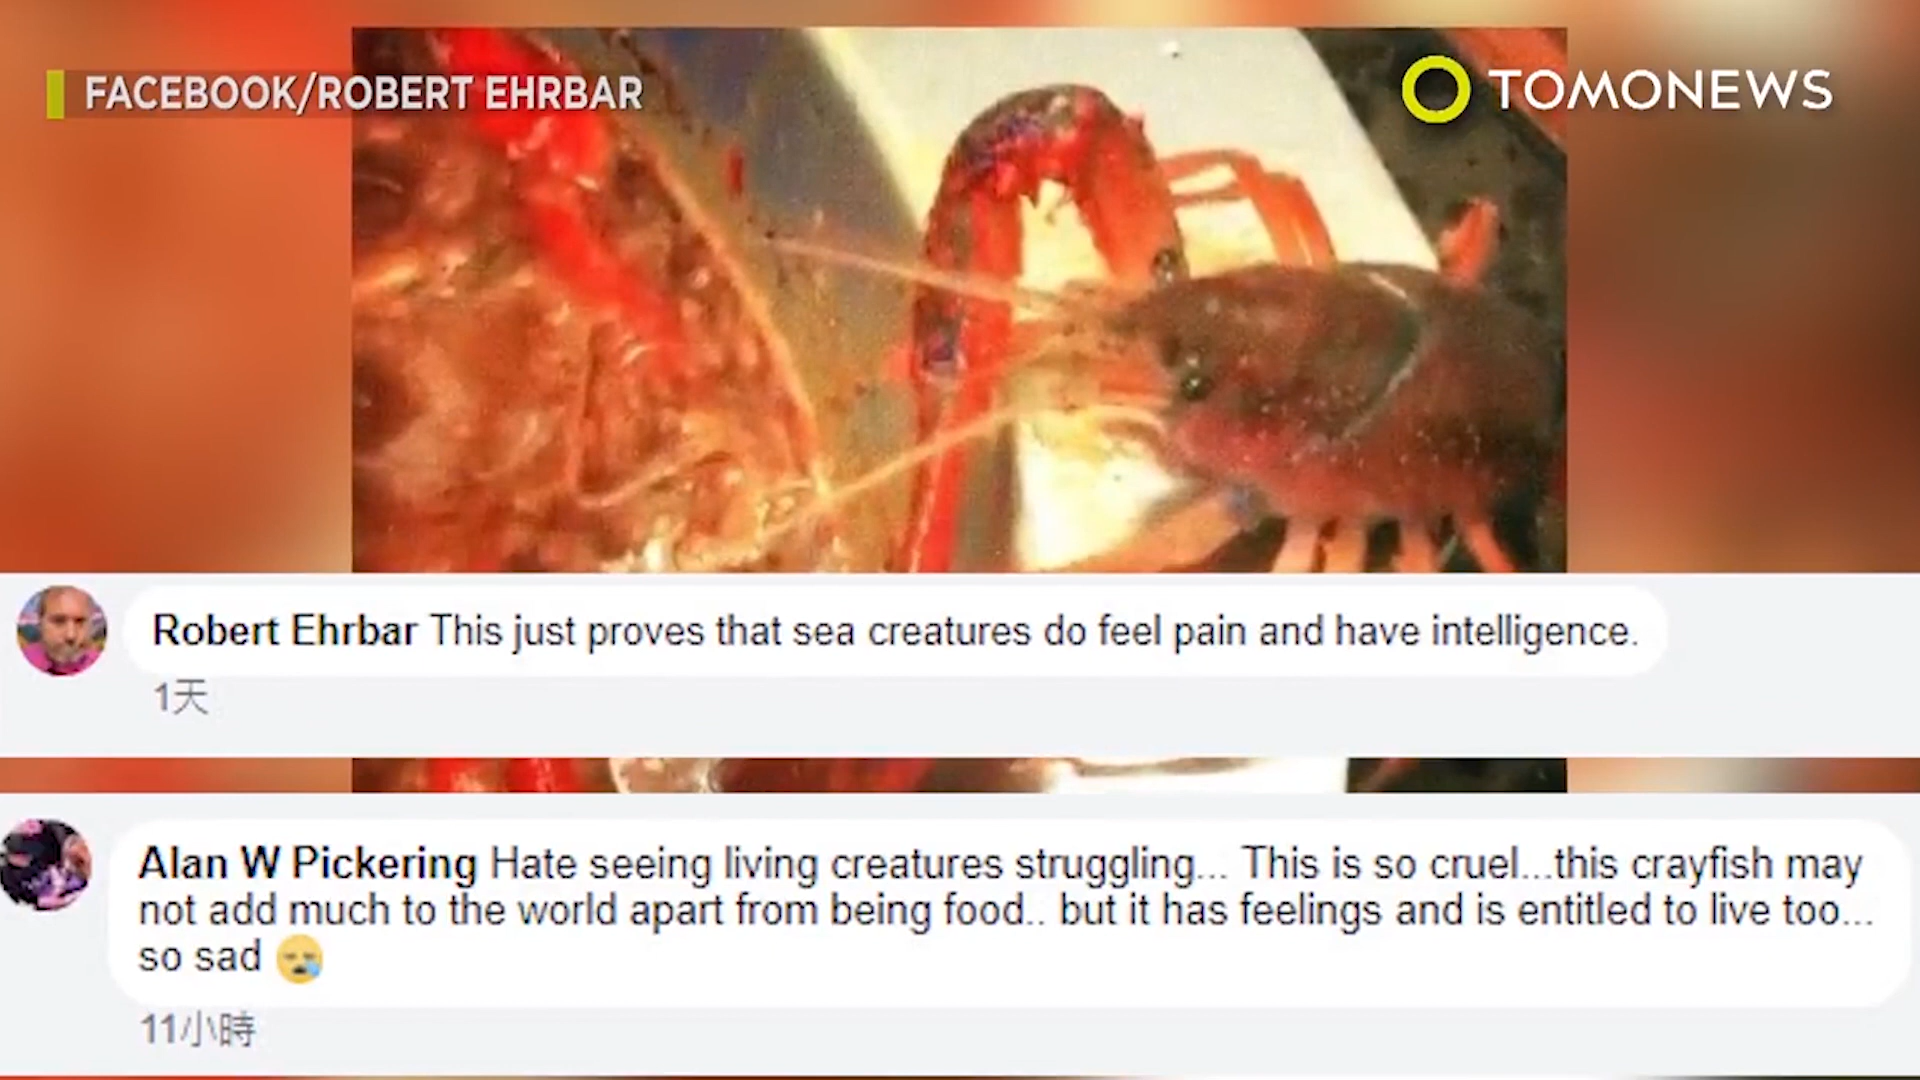 FACEBOOK/ROBERT EHRBAR
TOMONEWS
Robert Ehrbar This just proves that sea creatures do feel pain and have intelligence.
1天
Alan W Pickering Hate seeing living creatures struggling... This is so cruel...this crayfish may
not add much to the world apart from being food.. but it has feelings and is entitled to live too...
so sad 😪
11小時